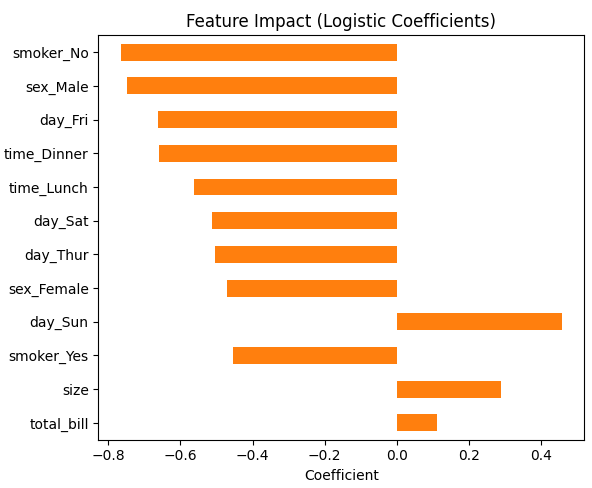 Feature Impact (Logistic Coefficients)
smoker_No
sex_Male
day_Fri
time_Dinner
time_Lunch
day_Sat
day_Thur
sex_Female
day_Sun
smoker_Yes
size
total_bill
−0.8 −0.6 −0.4 −0.2 0.0 0.2 0.4
Coefficient